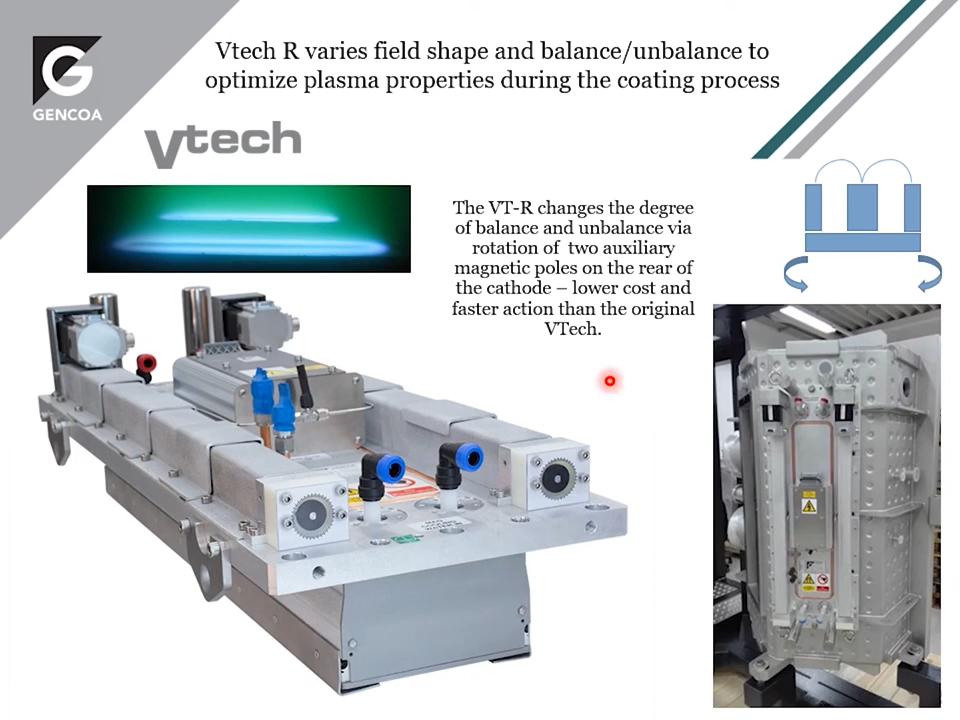 GENCOA
Vtech R varies field shape and balance/unbalance to
optimize plasma properties during the coating process
Vtech
The VT-R changes the degree
of balance and unbalance via
rotation of  two auxiliary
magnetic poles on the rear of
the cathode – lower cost and
faster action than the original
VTech.